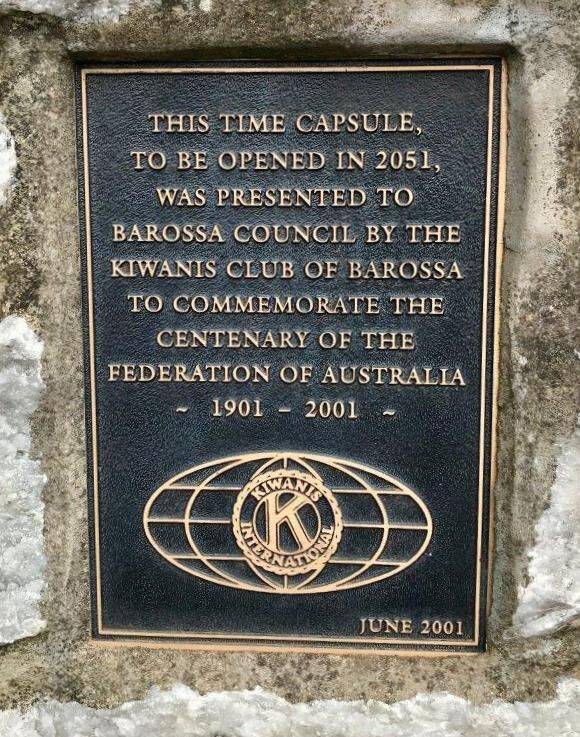 THIS TIME CAPSULE,
TO BE OPENED IN 2051,
WAS PRESENTED TO
BAROSSA COUNCIL BY THE
KIWANIS CLUB OF BAROSSA
TO COMMEMORATE THE
CENTENARY OF THE
FEDERATION OF AUSTRALIA
~ 1901 – 2001 ~
KIWANIS
K
INTERNATIONAL
JUNE 2001